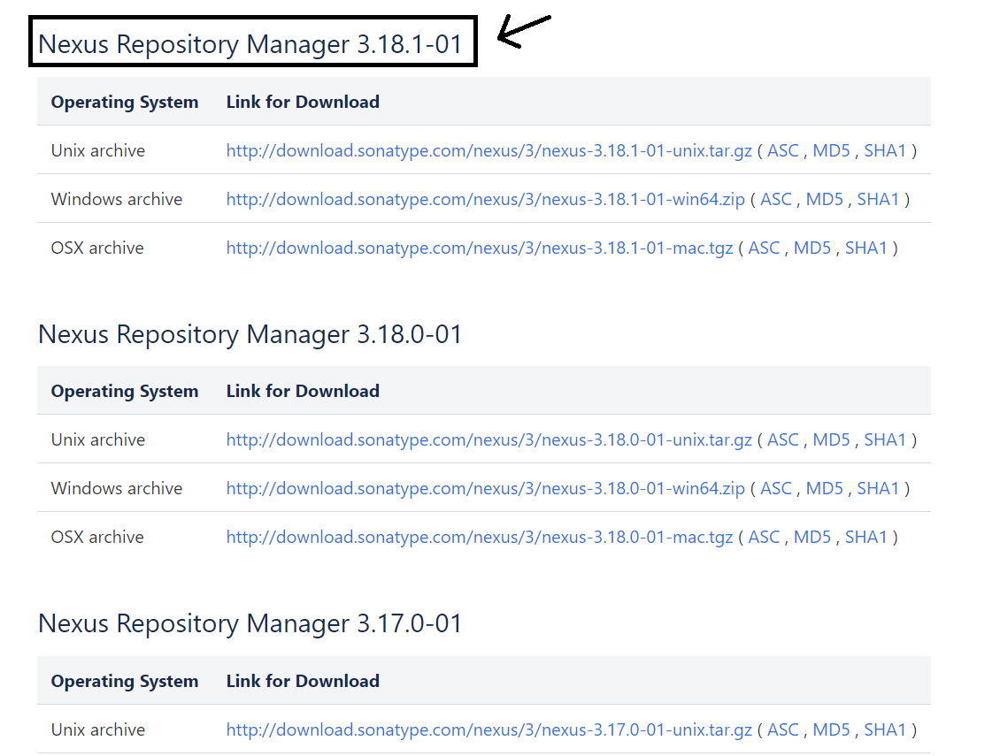 Nexus Repository Manager 3.18.1-01
Operating System Link for Download
Unix archive http://download.sonatype.com/nexus/3/nexus-3.18.1-01-unix.tar.gz ( ASC , MD5 , SHA1 )
Windows archive http://download.sonatype.com/nexus/3/nexus-3.18.1-01-win64.zip ( ASC , MD5 , SHA1 )
OSX archive http://download.sonatype.com/nexus/3/nexus-3.18.1-01-mac.tgz ( ASC , MD5 , SHA1 )
Nexus Repository Manager 3.18.0-01
Operating System Link for Download
Unix archive http://download.sonatype.com/nexus/3/nexus-3.18.0-01-unix.tar.gz ( ASC , MD5 , SHA1 )
Windows archive http://download.sonatype.com/nexus/3/nexus-3.18.0-01-win64.zip ( ASC , MD5 , SHA1 )
OSX archive http://download.sonatype.com/nexus/3/nexus-3.18.0-01-mac.tgz ( ASC , MD5 , SHA1 )
Nexus Repository Manager 3.17.0-01
Operating System Link for Download
Unix archive http://download.sonatype.com/nexus/3/nexus-3.17.0-01-unix.tar.gz ( ASC , MD5 , SHA1 )